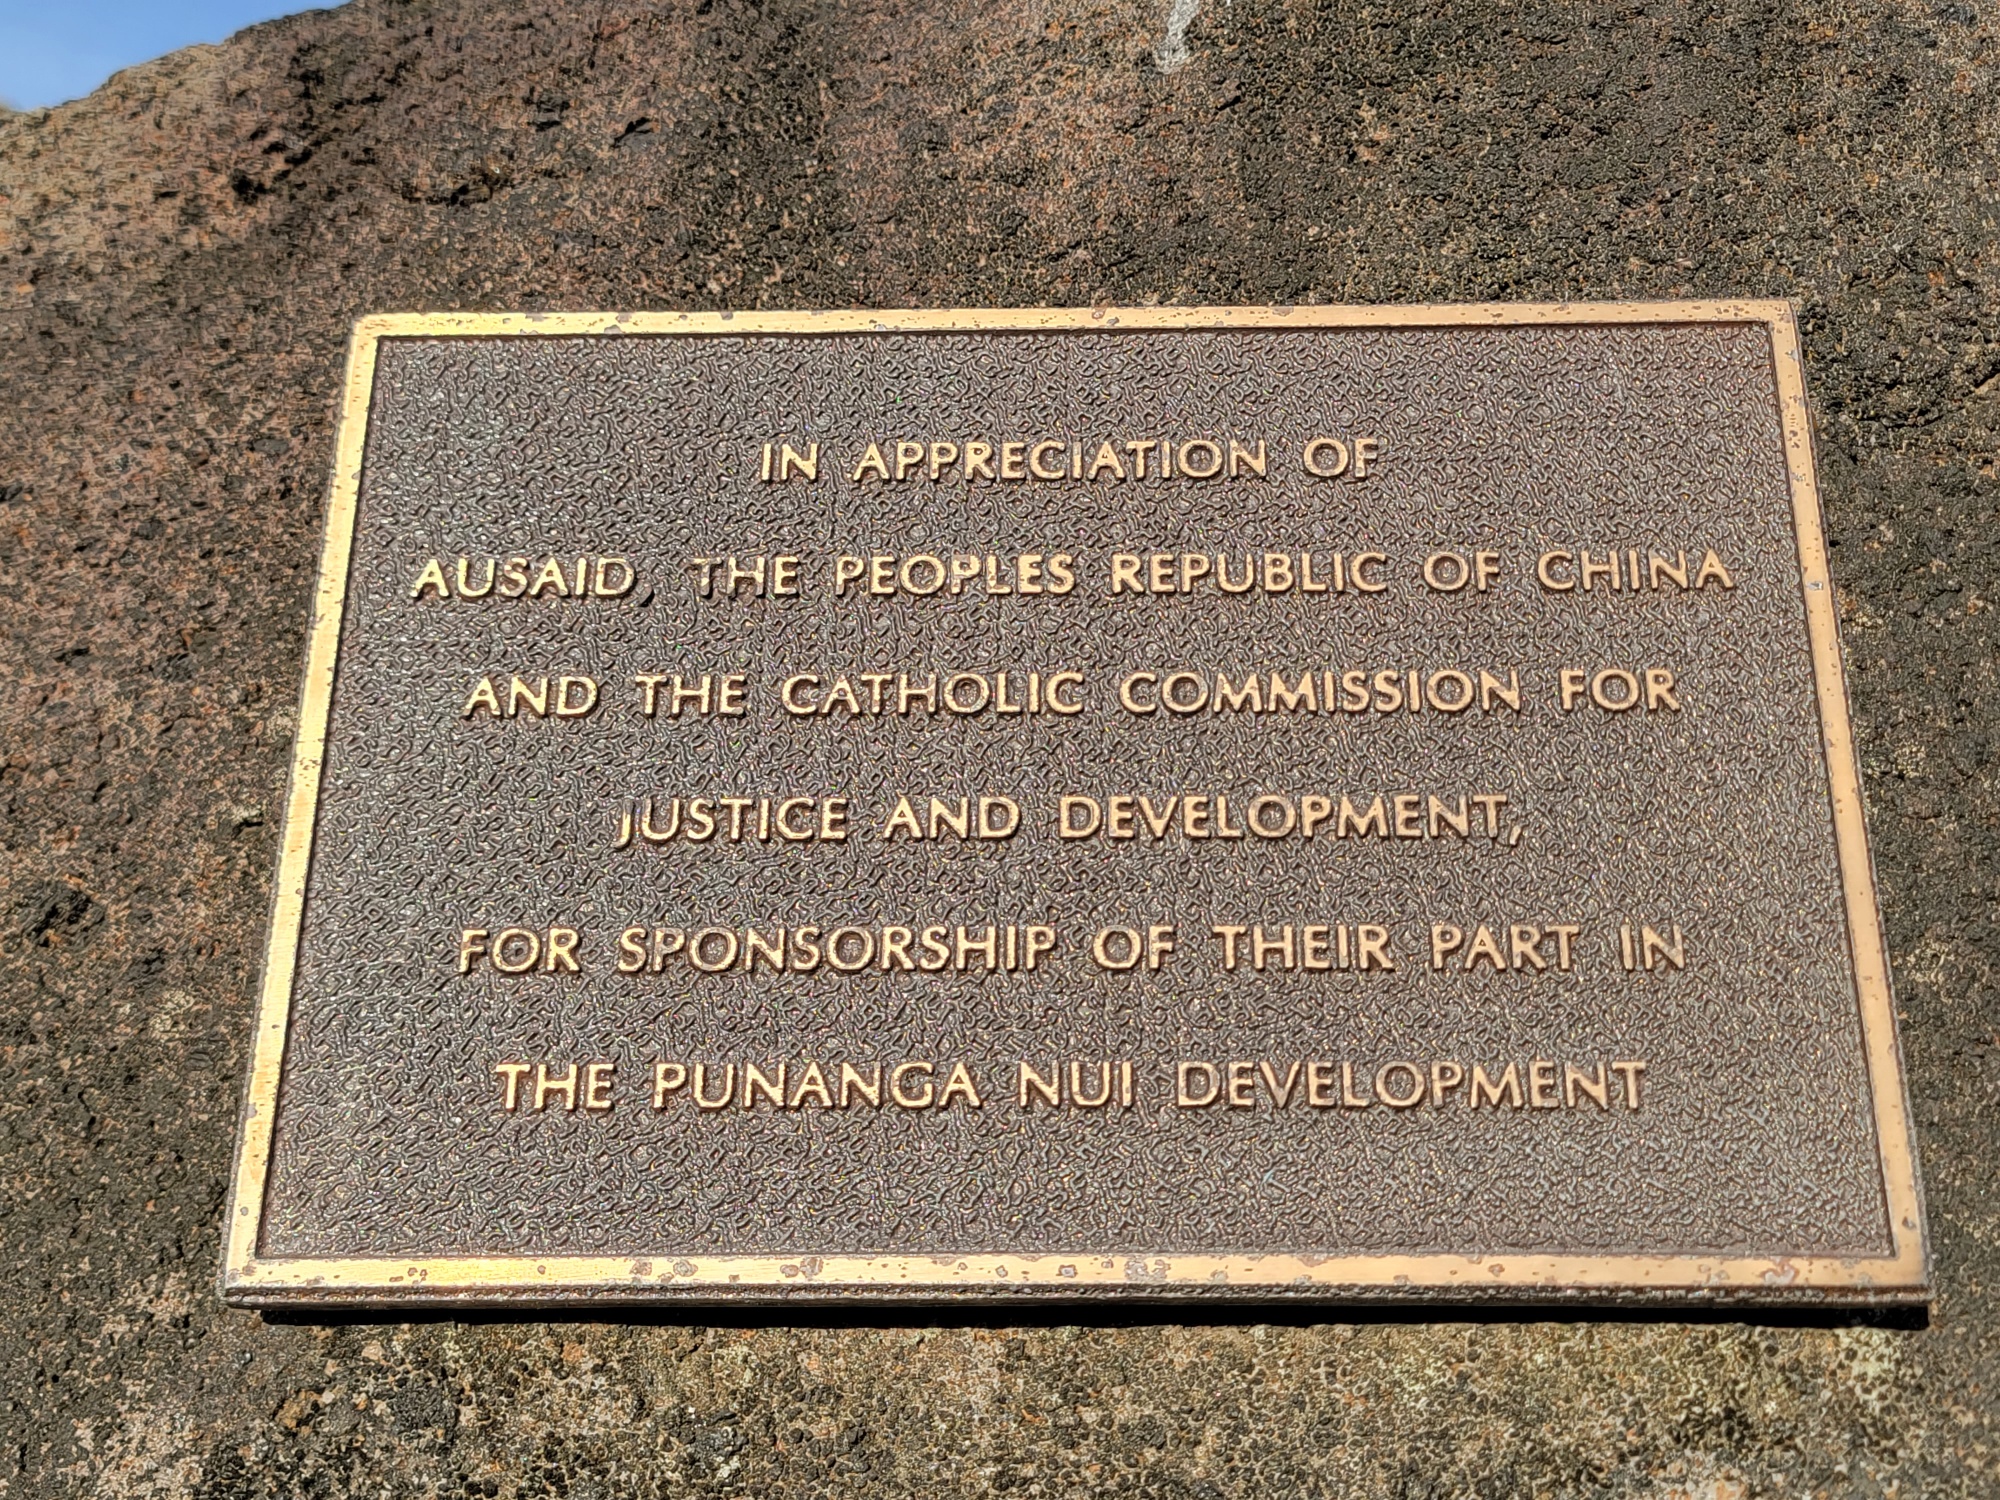 IN APPRECIATION OF
AUSAID, THE PEOPLES REPUBLIC OF CHINA
AND THE CATHOLIC COMMISSION FOR
JUSTICE AND DEVELOPMENT,
FOR SPONSORSHIP OF THEIR PART IN
THE PUNANGA NUI DEVELOPMENT